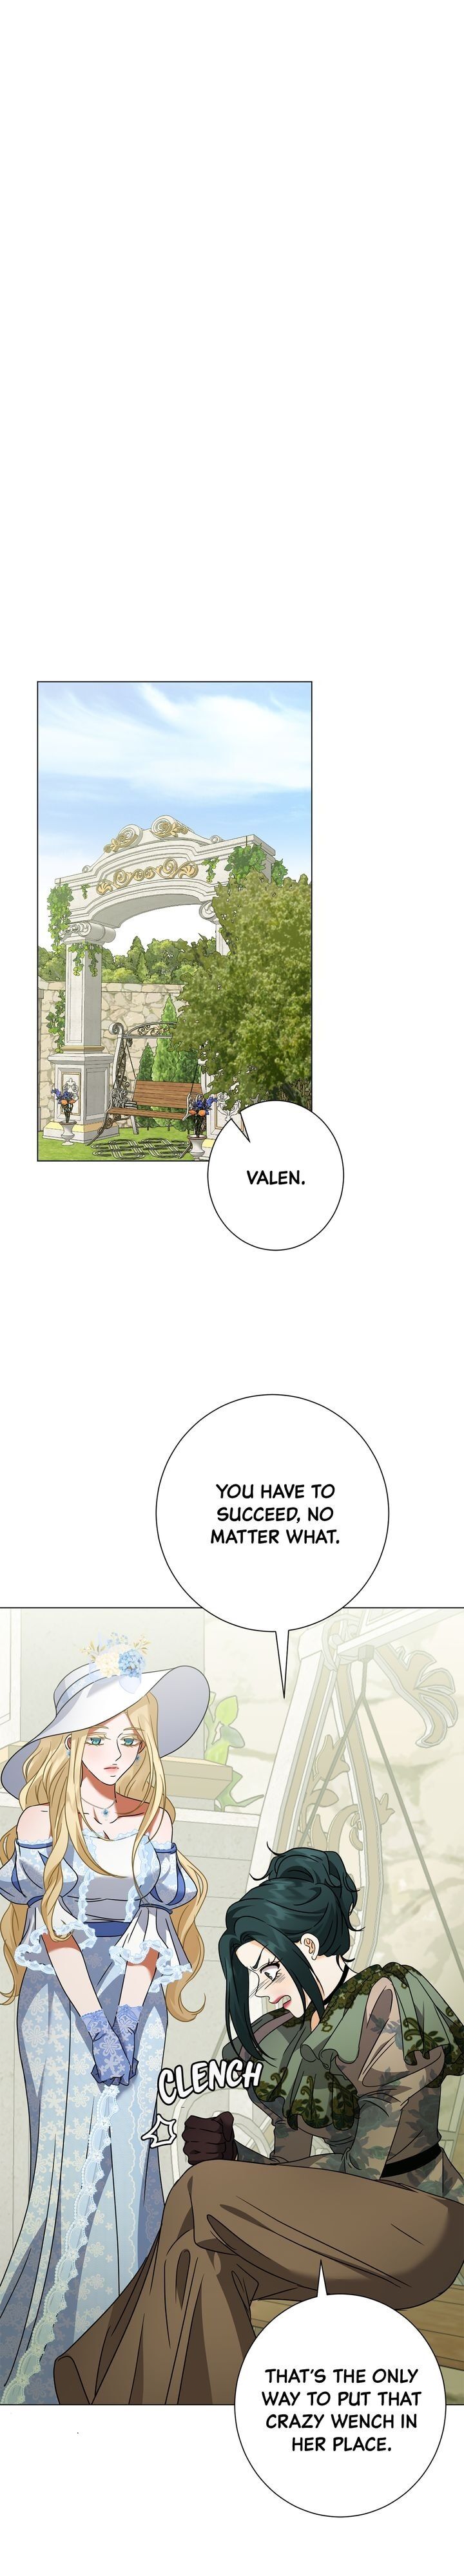 VALEN.
YOU HAVE TO
SUCCEED, NO
MATTER WHAT.
CLENCH
THAT'S THE ONLY
WAY TO PUT THAT
CRAZY WENCH IN
HER PLACE.